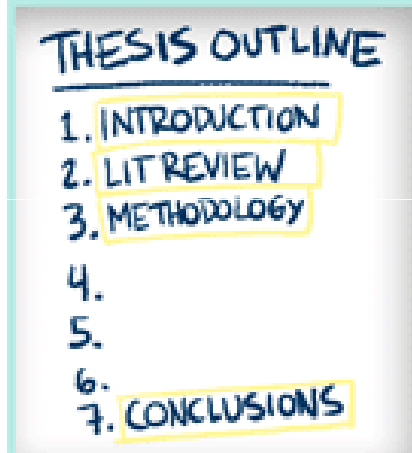 THESIS OUTLINE
1. INTRODUCTION
2. LIT REVIEW
3. METHODOLOGY
4.
5.
6.
7. CONCLUSIONS